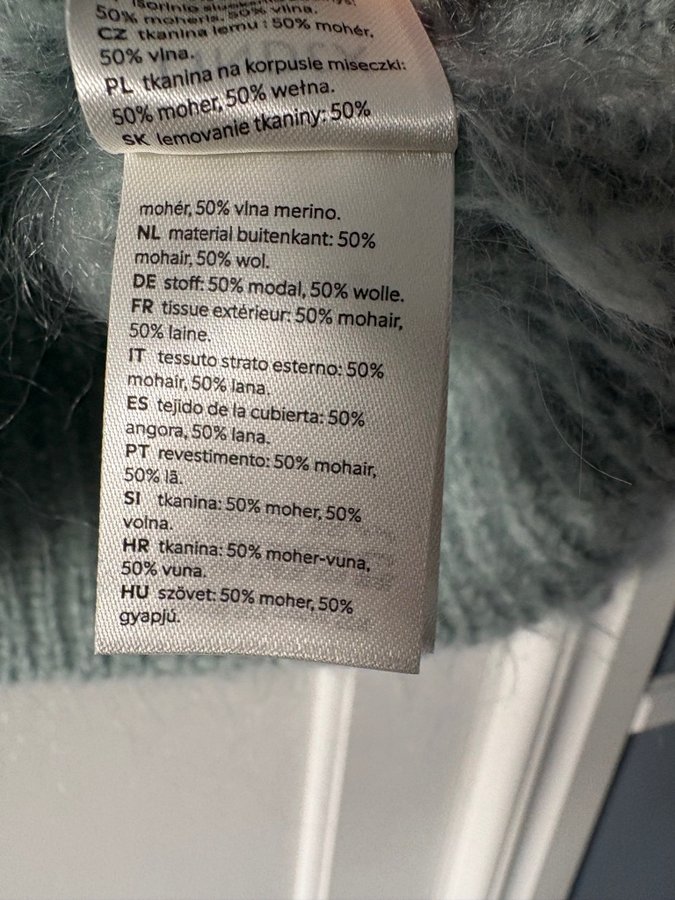 50% moherla. 50% vlna.
CZ tkanina lemu : 50% mohér,
50% vlna.
PL tkanina na korpusie miseczki:
50% moher, 50% wełna.
SK lemovanie tkaniny: 50%
mohér, 50% vlna merino.
NL material buitenkant: 50%
mohair, 50% wol.
DE stoff: 50% modal, 50% wolle.
FR tissue extérieur: 50% mohair,
50% laine.
IT tessuto strato esterno: 50%
mohair, 50% lana.
ES tejido de la cubierta: 50%
angora, 50% lana.
PT revestimento: 50% mohair,
50% lã.
SI tkanina: 50% moher, 50%
volna.
HR tkanina: 50% moher-vuna,
50% vuna.
HU szövet: 50% moher, 50%
gyapjú.